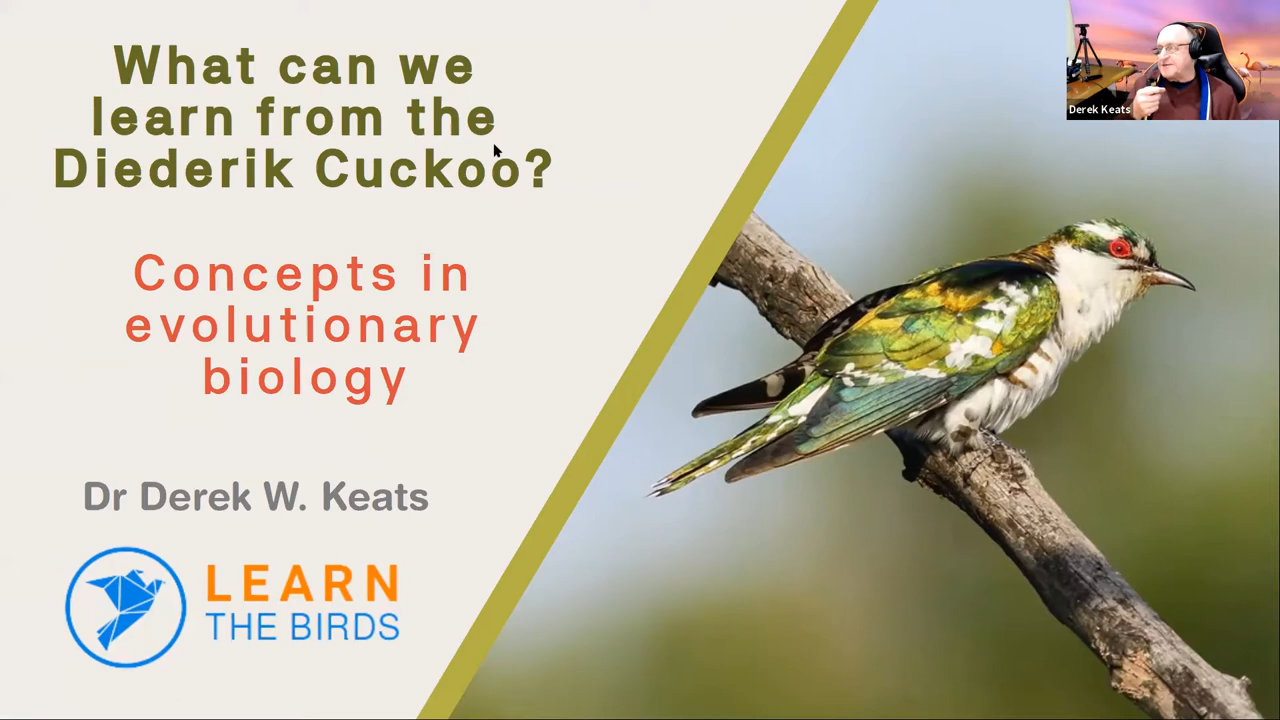 What can we
learn from the
Diederik Cuckoo?
Concepts in
evolutionary
biology
Dr Derek W. Keats
LEARN
THE BIRDS
Derek Keats